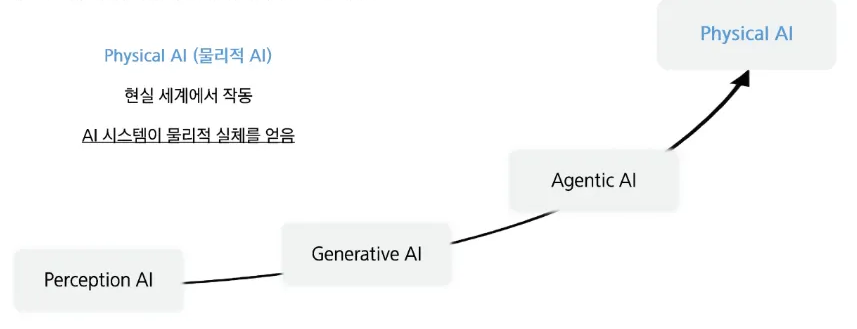 Physical AI
Physical AI (물리적 AI)
현실 세계에서 작동
AI 시스템이 물리적 실체를 얻음
Agentic AI
Generative AI
Perception AI